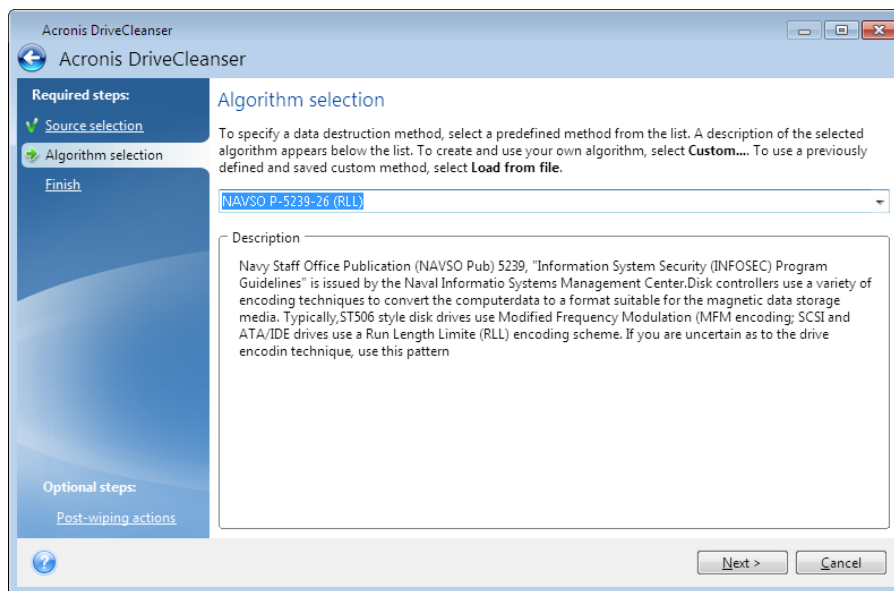 Acronis DriveCleanser
Acronis DriveCleanser
Required steps:
Source selection
Algorithm selection
Finish
Optional steps:
Post-wiping actions
Algorithm selection
To specify a data destruction method, select a predefined method from the list. A description of the selected
algorithm appears below the list. To create and use your own algorithm, select Custom.... To use a previously
defined and saved custom method, select Load from file.
NAVSO P-5239-26 (RLL)
Description
Navy Staff Office Publication (NAVSO Pub) 5239, "Information System Security (INFOSEC) Program
Guidelines" is issued by the Naval Informatio Systems Management Center.Disk controllers use a variety of
encoding techniques to convert the computerdata to a format suitable for the magnetic data storage
media. Typically,ST506 style disk drives use Modified Frequency Modulation (MFM encoding; SCSI and
ATA/IDE drives use a Run Length Limite (RLL) encoding scheme. If you are uncertain as to the drive
encodin technique, use this pattern
?
Next >
Cancel